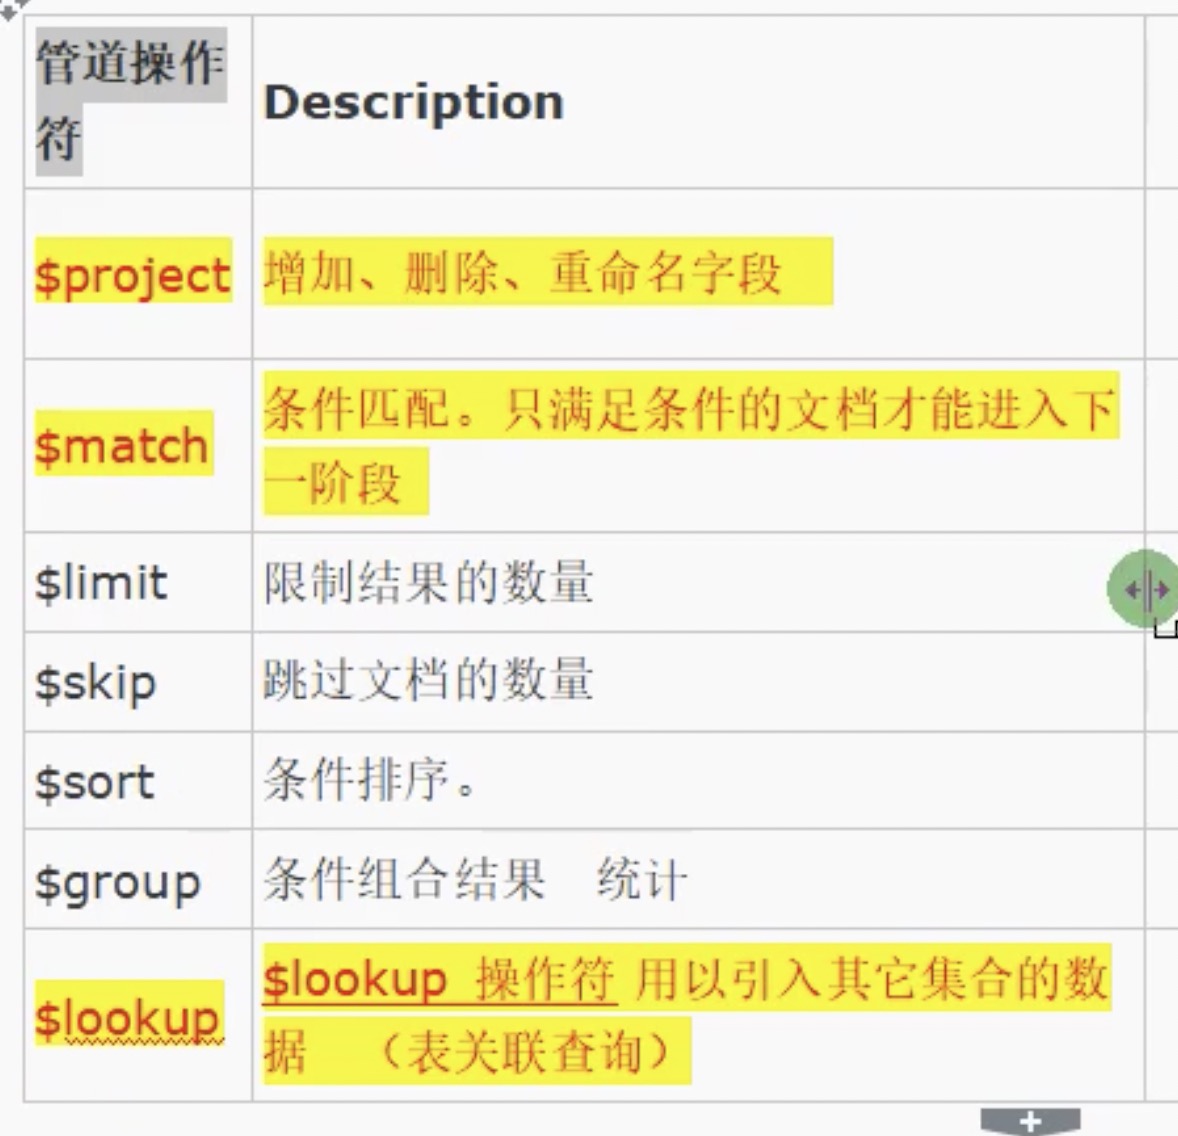 管道操作
符
Description
$project
增加、删除、重命名字段
$match
条件匹配。只满足条件的文档才能进入下
一阶段
$limit
限制结果的数量
$skip
跳过文档的数量
$sort
条件排序。
$group
条件组合结果 统计
$lookup
$lookup 操作符 用以引入其它集合的数
据 （表关联查询）